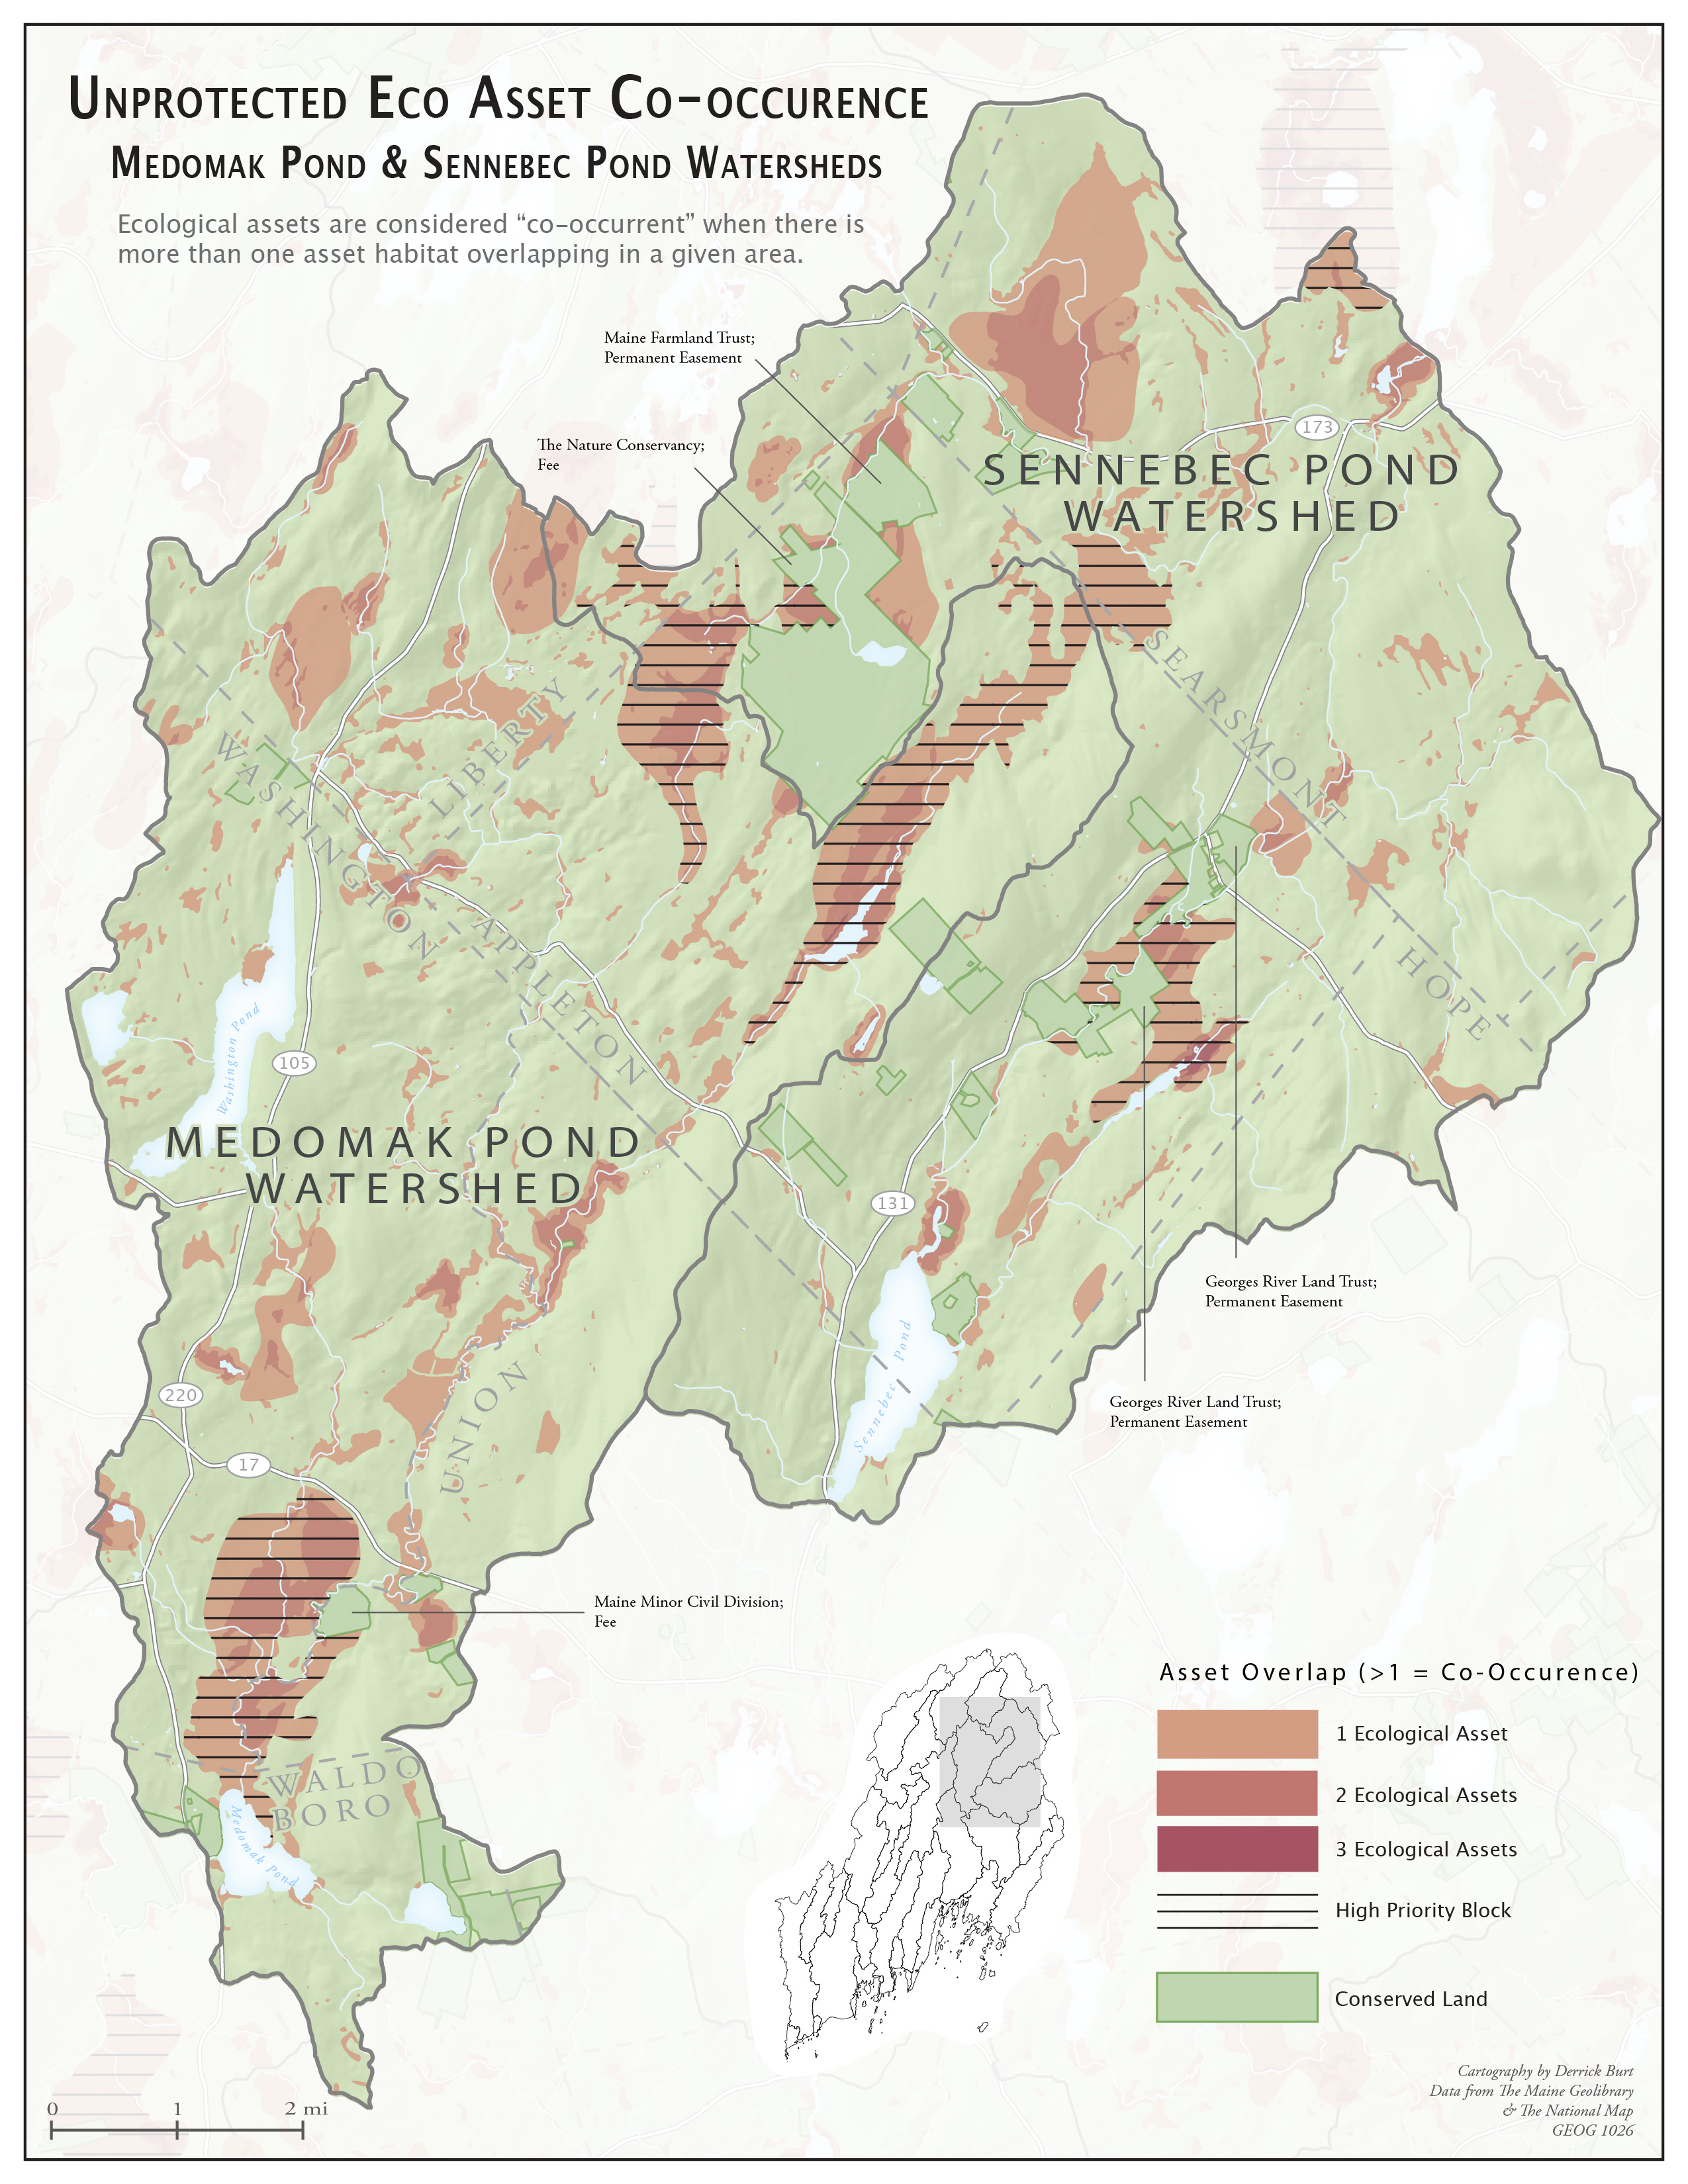 Unprotected Eco Asset Co-occurence
Medomak Pond & Sennebec Pond Watersheds
Ecological assets are considered “co-occurrent” when there is
more than one asset habitat overlapping in a given area.
Maine Farmland Trust;
Permanent Easement
The Nature Conservancy;
Fee
173
SENNEBEC POND
WATERSHED
SEARSMONT
LIBERTY
WASHINGTON
APPLETON
HOPE
Washington Pond
105
MEDOMAK POND
WATERSHED
131
Georges River Land Trust;
Permanent Easement
Sennebec Pond
220
UNION
Georges River Land Trust;
Permanent Easement
17
Maine Minor Civil Division;
Fee
WALDO
BORO
Medomak Pond
Asset Overlap (>1 = Co-Occurence)
1 Ecological Asset
2 Ecological Assets
3 Ecological Assets
High Priority Block
Conserved Land
Cartography by Derrick Burt
Data from The Maine Geolibrary
& The National Map
GEOG 1026
0 1 2 mi